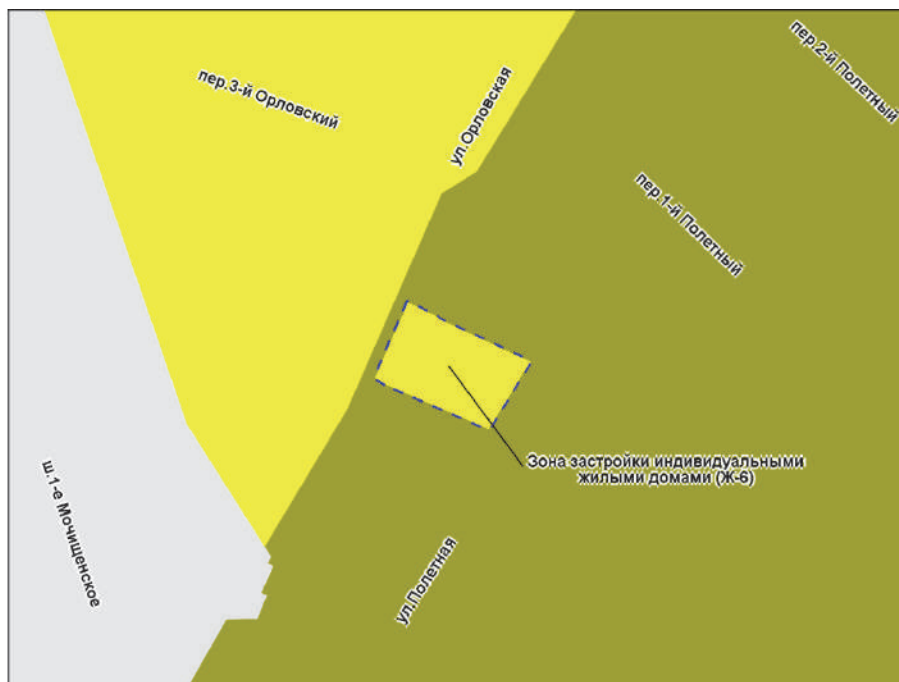 пер.2-й Полетный
ул.Орловская
пер.3-й Орловский
пер.1-й Полетный
Зона застройки индивидуальными
жилыми домами (Ж-6)
ш.1-е Мочищенское
ул.Полетная